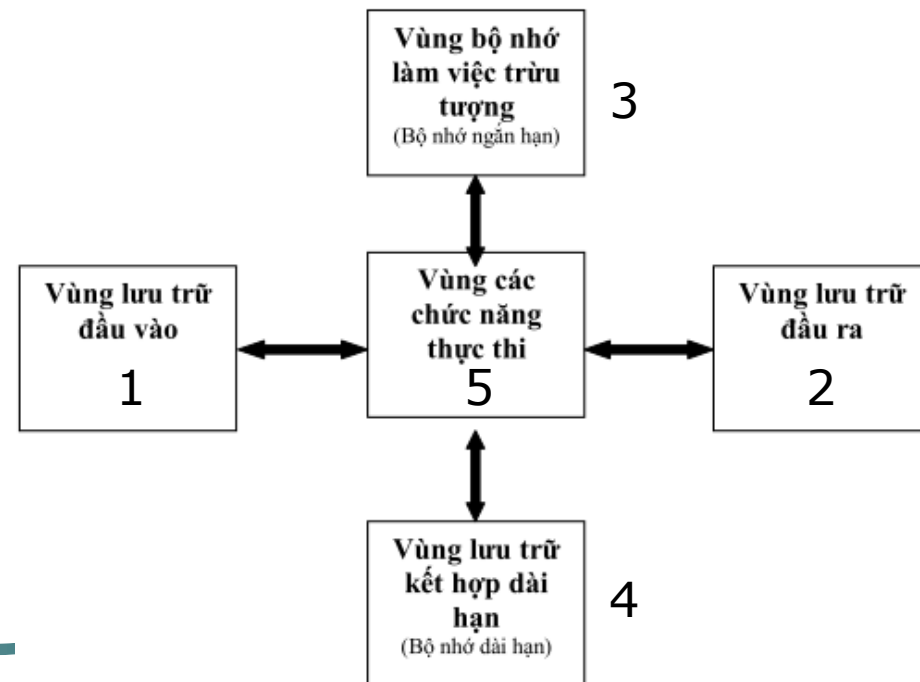 Vùng bộ nhớ
làm việc trừu
tượng
(Bộ nhớ ngắn hạn)
3
Vùng lưu trữ
đầu vào
1
Vùng các
chức năng
thực thi
5
Vùng lưu trữ
đầu ra
2
Vùng lưu trữ
kết hợp dài
hạn
(Bộ nhớ dài hạn)
4